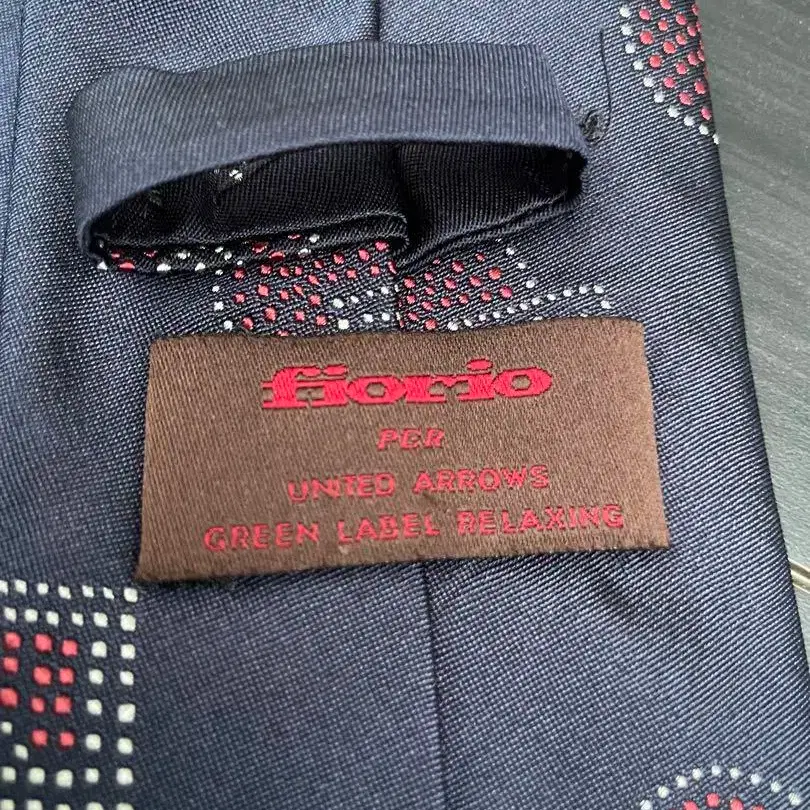 fiorio
PER
UNITED ARROWS
GREEN LABEL RELAXING